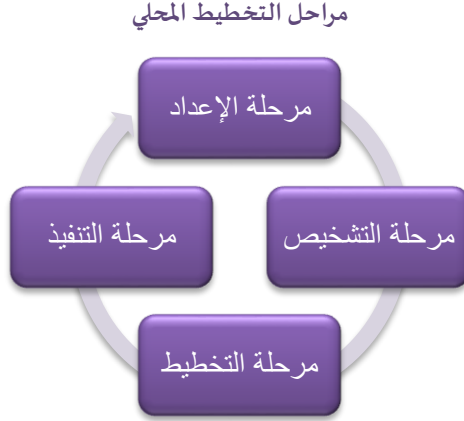 مراحل التخطيط المحلي
مرحلة الإعداد
مرحلة التشخيص
مرحلة التخطيط
مرحلة التنفيذ